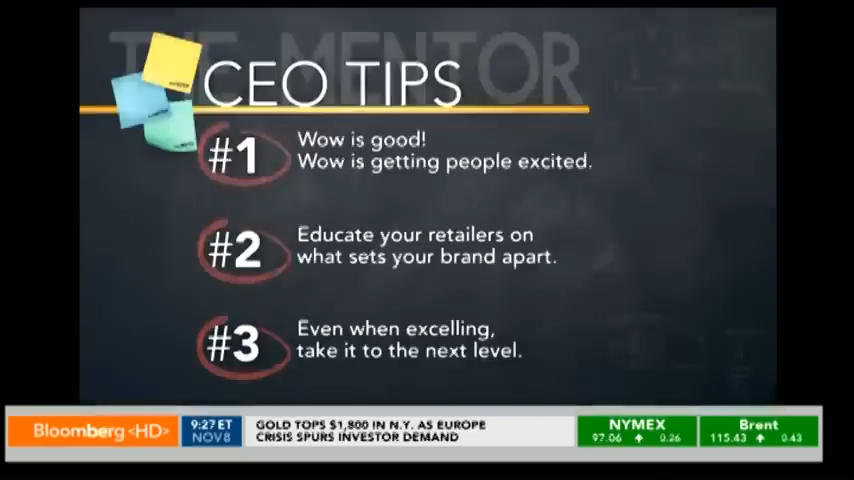 THE MENTOR
CEO TIPS
#1
Wow is good!
Wow is getting people excited.
#2
Educate your retailers on
what sets your brand apart.
#3
Even when excelling,
take it to the next level.
Bloomberg <HD>
9:27 ET
NOV 8
GOLD TOPS $1,800 IN N.Y. AS EUROPE
CRISIS SPURS INVESTOR DEMAND
NYMEX
97.06 ↑ 0.26
Brent
115.43 ↑ 0.43